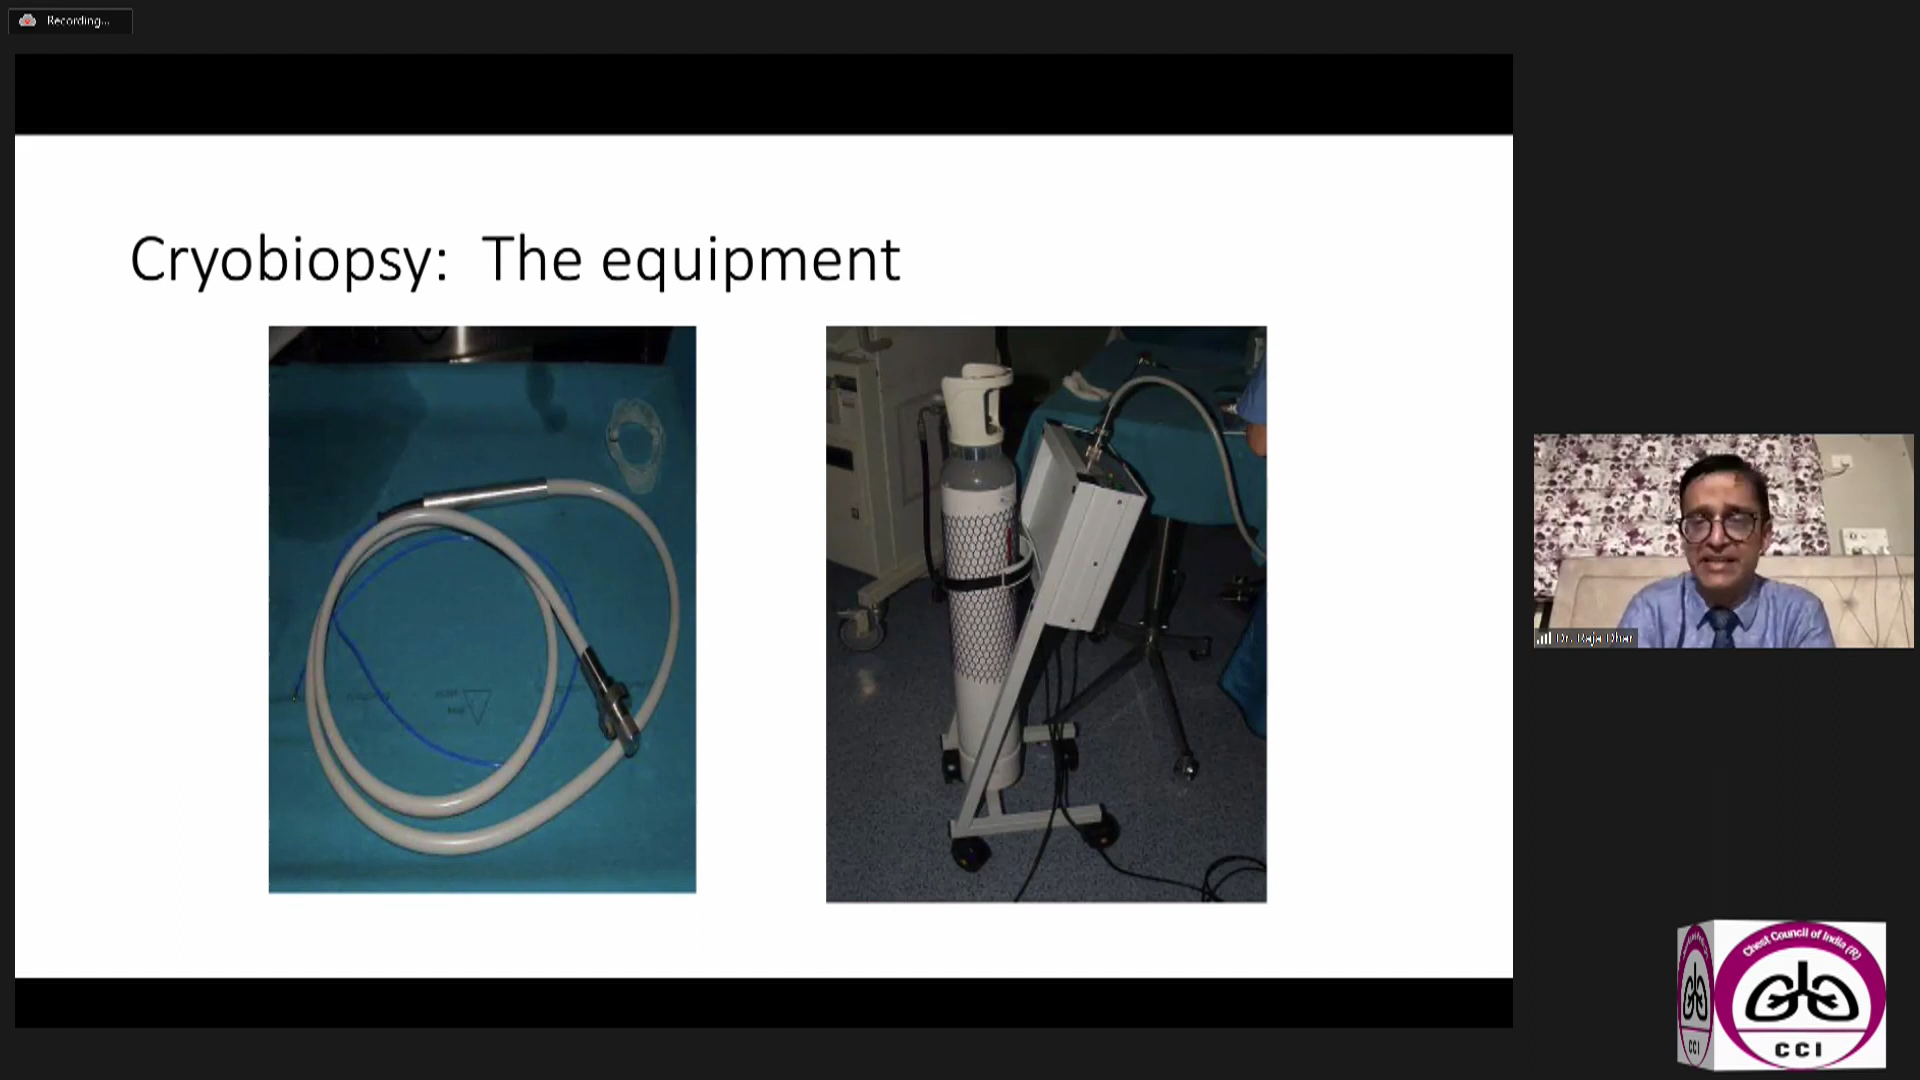 Recording...
Cryobiopsy: The equipment
Dr. Raja Dhar
Chest Council of India (R)
CCI
CCI